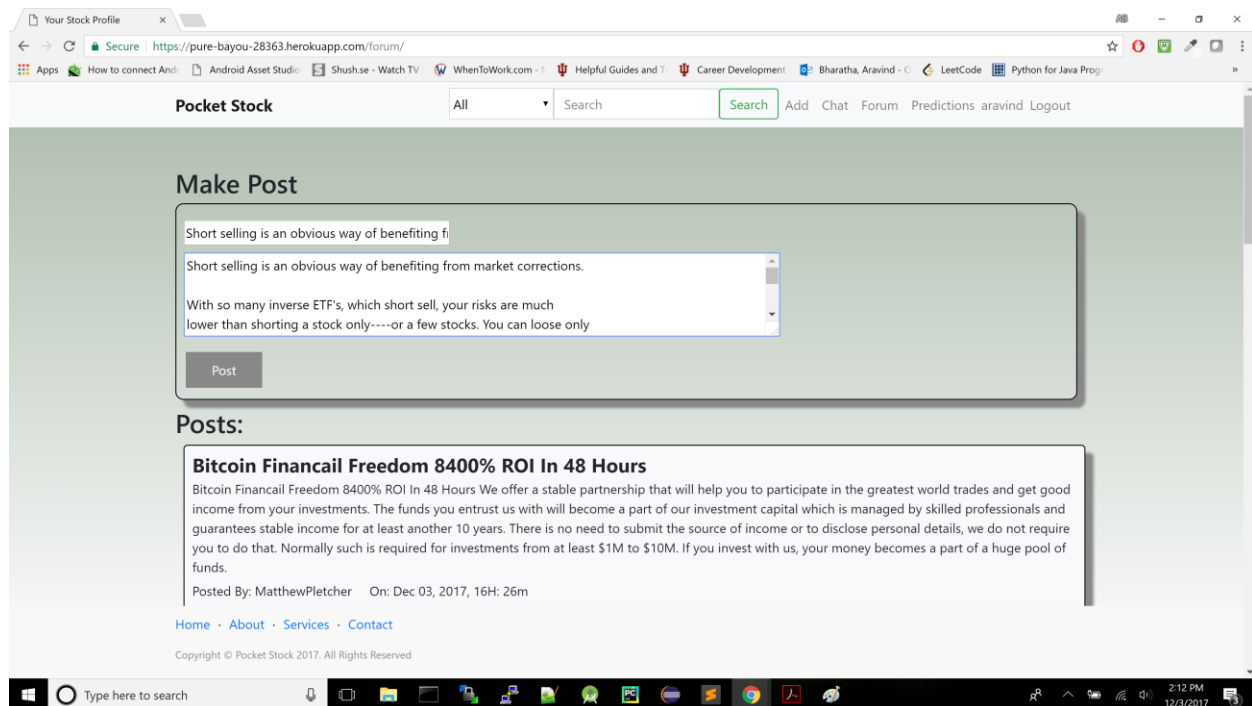 Your Stock Profile
Secure https://pure-bayou-28363.herokuapp.com/forum/
Apps How to connect Andr Android Asset Studio Shush.se - Watch TV WhenToWork.com - Helpful Guides and T Career Development Bharatha, Aravind - C LeetCode Python for Java Prog »
Pocket Stock All Search Search Add Chat Forum Predictions aravind Logout
Make Post
Short selling is an obvious way of benefiting
Short selling is an obvious way of benefiting from market corrections.
With so many inverse ETF's, which short sell, your risks are much
lower than shorting a stock only----or a few stocks. You can loose only
Post
Posts:
Bitcoin Financail Freedom 8400% ROI In 48 Hours
Bitcoin Financail Freedom 8400% ROI In 48 Hours We offer a stable partnership that will help you to participate in the greatest world trades and get good
income from your investments. The funds you entrust us with will become a part of our investment capital which is managed by skilled professionals and
guarantees stable income for at least another 10 years. There is no need to submit the source of income or to disclose personal details, we do not require
you to do that. Normally such is required for investments from at least $1M to $10M. If you invest with us, your money becomes a part of a huge pool of
funds.
Posted By: MatthewPletcher On: Dec 03, 2017, 16H: 26m
Home · About · Services · Contact
Copyright © Pocket Stock 2017. All Rights Reserved
Type here to search
2:12 PM
12/3/2017